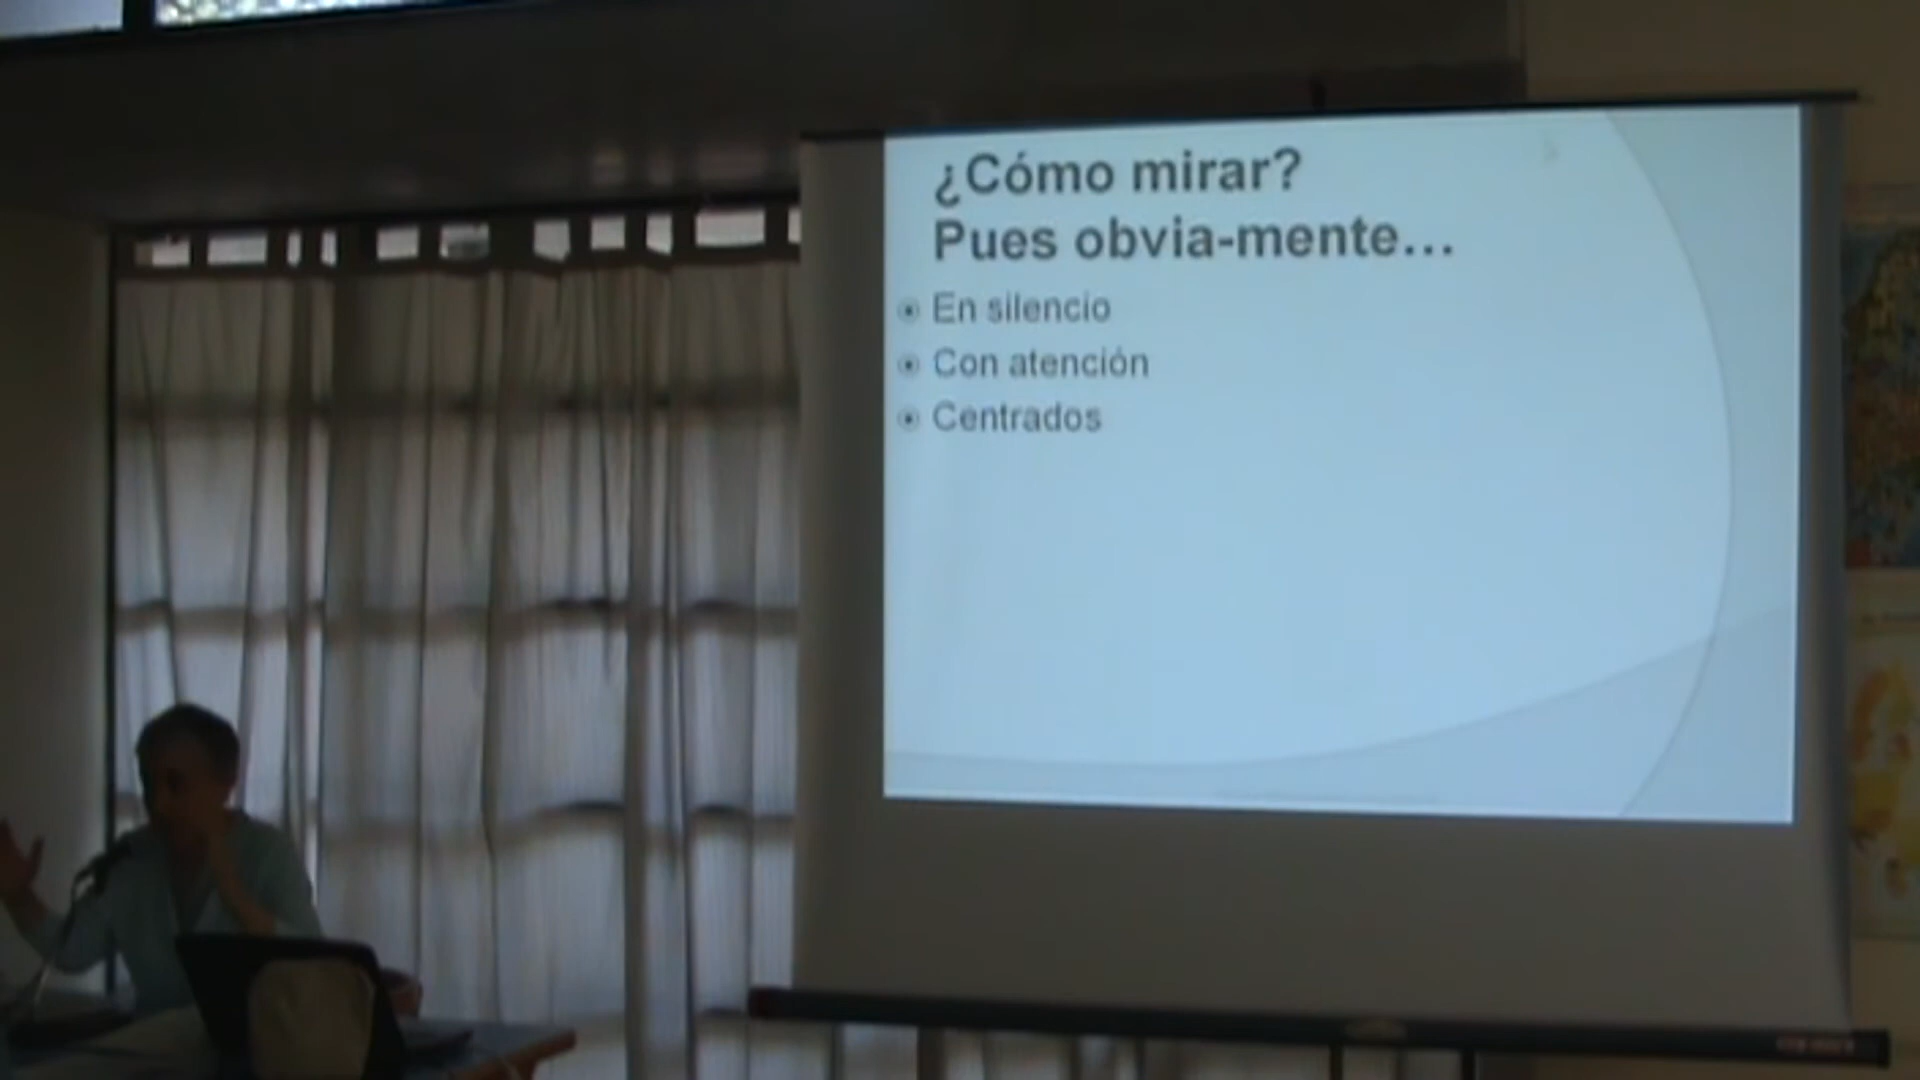 ¿Cómo mirar?
Pues obvia-mente...
En silencio
Con atención
Centrados